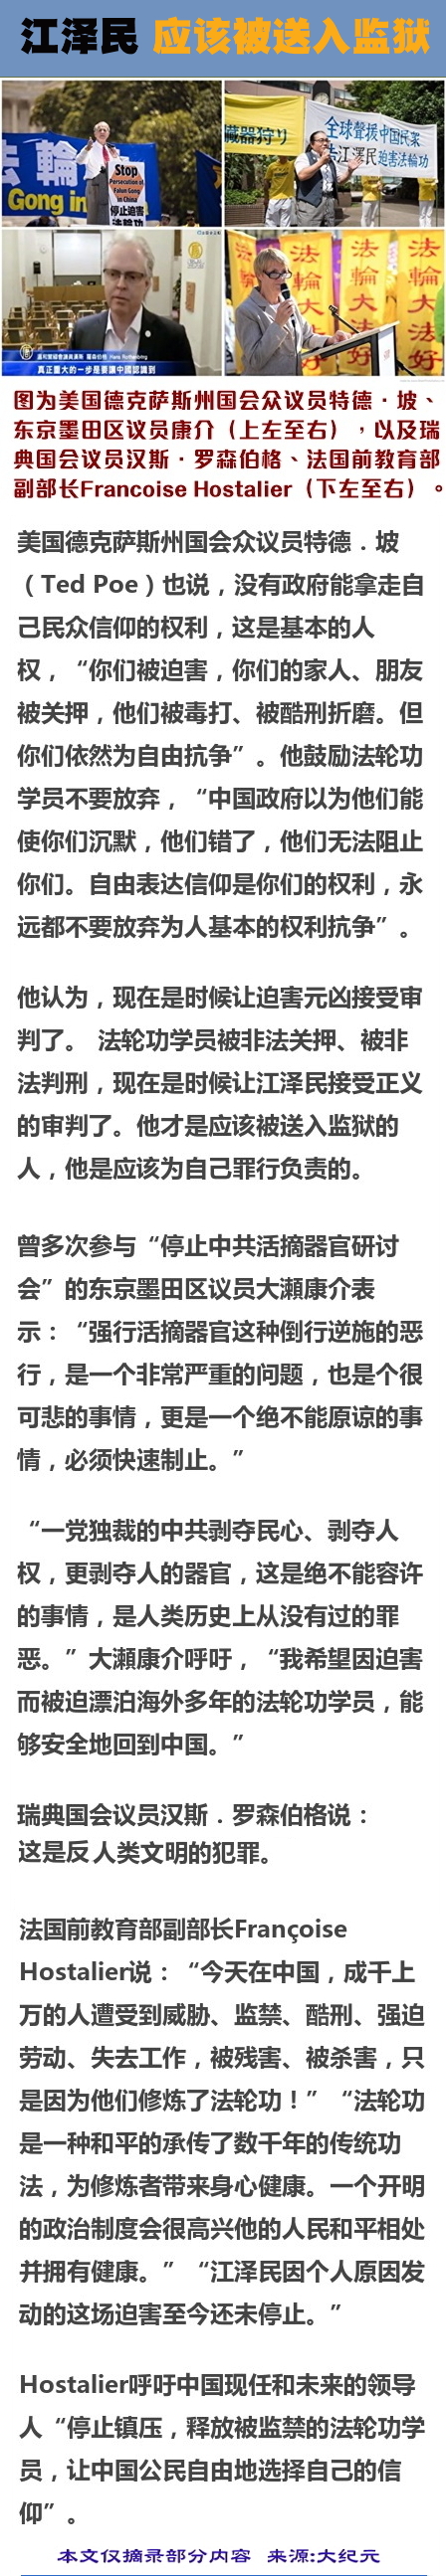 江泽民 应该被送入监狱
法輪功
Gong in
Stop
Persecution of
Falun Gong
in China
停止迫害
法轮功
臓器狩り
全球聲援中国民衆
告江澤民迫害法輪功
Hans Rothenberg
真正重大的一步是要讓中國認識到
法輪大法好
法輪大法
图为美国德克萨斯州国会众议员特德·坡、
东京墨田区议员康介（上左至右），以及瑞
典国会议员汉斯·罗森伯格、法国前教育部
副部长Francoise Hostalier（下左至右）。
美国德克萨斯州国会众议员特德．坡
（Ted Poe）也说，没有政府能拿走自
己民众信仰的权利，这是基本的人
权，“你们被迫害，你们的家人、朋友
被关押，他们被毒打、被酷刑折磨。但
你们依然为自由抗争”。他鼓励法轮功
学员不要放弃，“中国政府以为他们能
使你们沉默，他们错了，他们无法阻止
你们。自由表达信仰是你们的权利，永
远都不要放弃为人基本的权利抗争”。
他认为，现在是时候让迫害元凶接受审
判了。 法轮功学员被非法关押、被非
法判刑，现在是时候让江泽民接受正义
的审判了。他才是应该被送入监狱的
人，他是应该为自己罪行负责的。
曾多次参与“停止中共活摘器官研讨
会”的东京墨田区议员大瀬康介表
示：“强行活摘器官这种倒行逆施的恶
行，是一个非常严重的问题，也是个很
可悲的事情，更是一个绝不能原谅的事
情，必须快速制止。”
“一党独裁的中共剥夺民心、剥夺人
权，更剥夺人的器官，这是绝不能容许
的事情，是人类历史上从没有过的罪
恶。”大瀬康介呼吁，“我希望因迫害
而被迫漂泊海外多年的法轮功学员，能
够安全地回到中国。”
瑞典国会议员汉斯．罗森伯格说：
这是反人类文明的犯罪。
法国前教育部副部长Françoise
Hostalier说：“今天在中国，成千上
万的人遭受到威胁、监禁、酷刑、强迫
劳动、失去工作，被残害、被杀害，只
是因为他们修炼了法轮功！”“法轮功
是一种和平的承传了数千年的传统功
法，为修炼者带来身心健康。一个开明
的政治制度会很高兴他的人民和平相处
并拥有健康。”“江泽民因个人原因发
动的这场迫害至今还未停止。”
Hostalier呼吁中国现任和未来的领导
人“停止镇压，释放被监禁的法轮功学
员，让中国公民自由地选择自己的信
仰”。
本文仅摘录部分内容 来源:大纪元